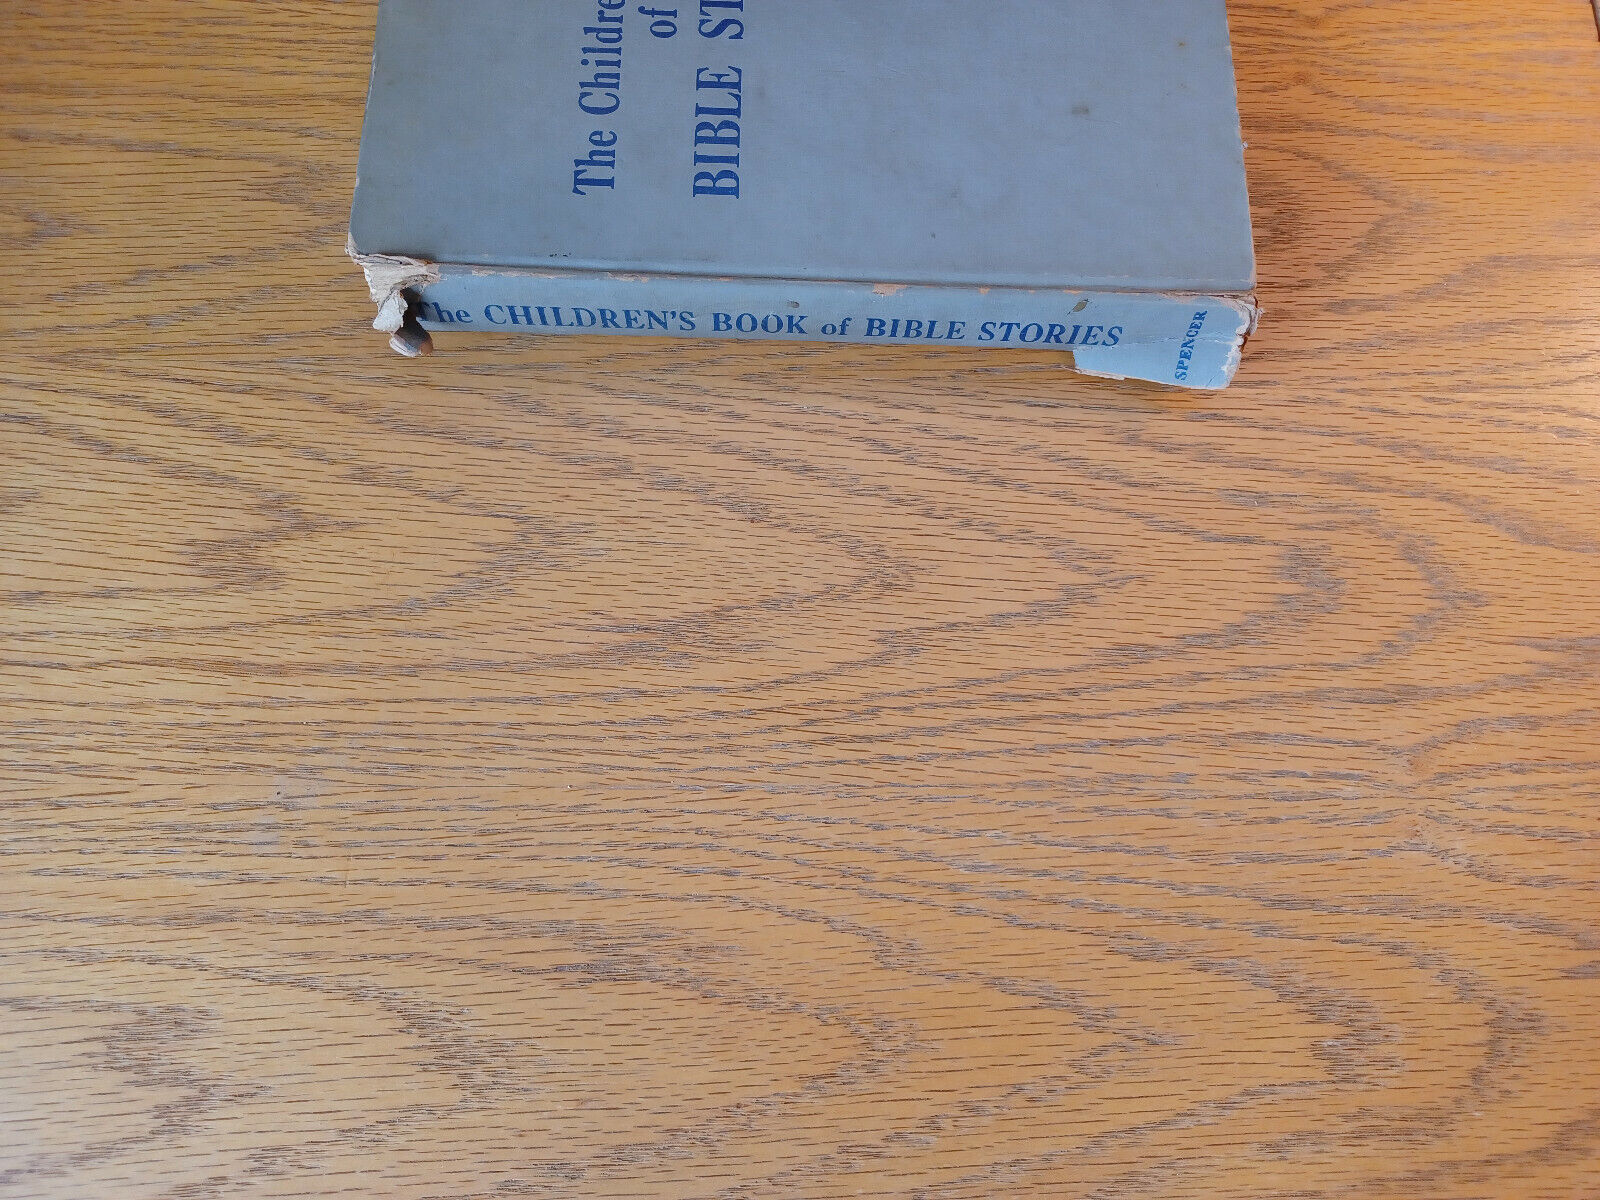 The Childre
of
BIBLE ST
The CHILDREN'S BOOK of BIBLE STORIES
SPENCER